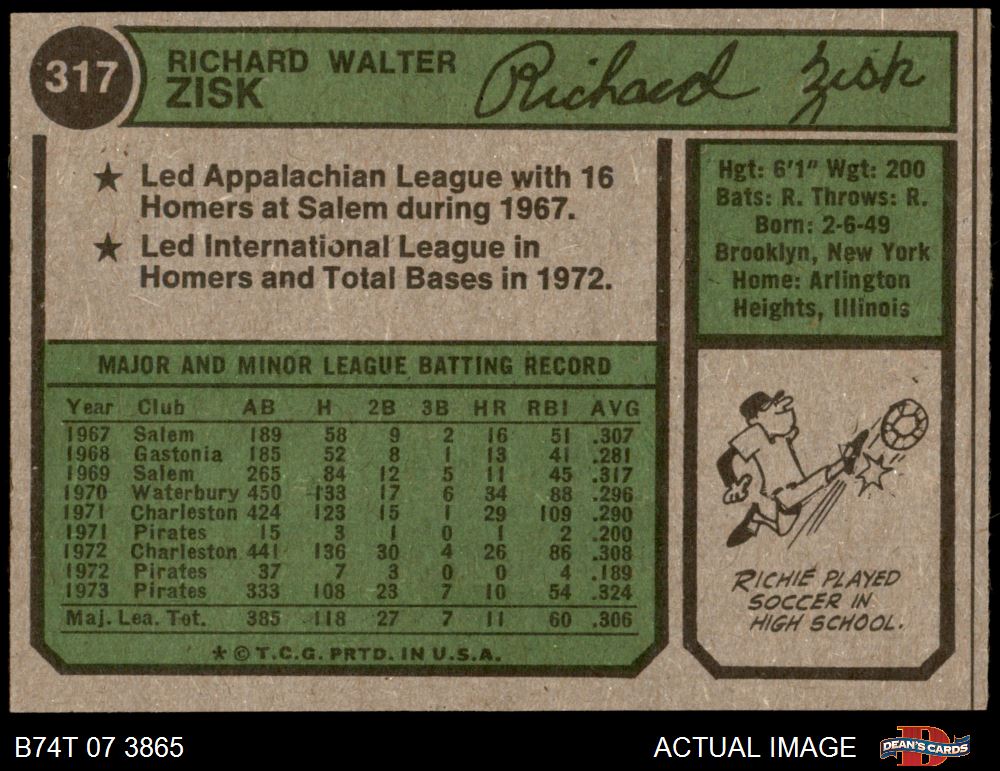 317
RICHARD WALTER
ZISK
Richard Zisk
★ Led Appalachian League with 16
Homers at Salem during 1967.
★ Led International League in
Homers and Total Bases in 1972.
Hgt: 6'1" Wgt: 200
Bats: R. Throws: R.
Born: 2-6-49
Brooklyn, New York
Home: Arlington
Heights, Illinois
MAJOR AND MINOR LEAGUE BATTING RECORD
Year Club AB H 2B 3B HR RBI AVG
1967 Salem 189 58 9 2 16 51 .307
1968 Gastonia 185 52 8 1 13 41 .281
1969 Salem 265 84 12 5 11 45 .317
1970 Waterbury 450 133 17 6 34 88 .296
1971 Charleston 424 123 15 1 29 109 .290
1971 Pirates 15 3 1 0 1 2 .200
1972 Charleston 441 136 30 4 26 86 .308
1972 Pirates 37 7 3 0 0 4 .189
1973 Pirates 333 108 23 7 10 54 .324
Maj. Lea. Tot. 385 118 27 7 11 60 .306
* © T.C.G. PRTD. IN U.S.A.
RICHIE PLAYED
SOCCER IN
HIGH SCHOOL.
B74T 07 3865
ACTUAL IMAGE
DEAN'S CARDS